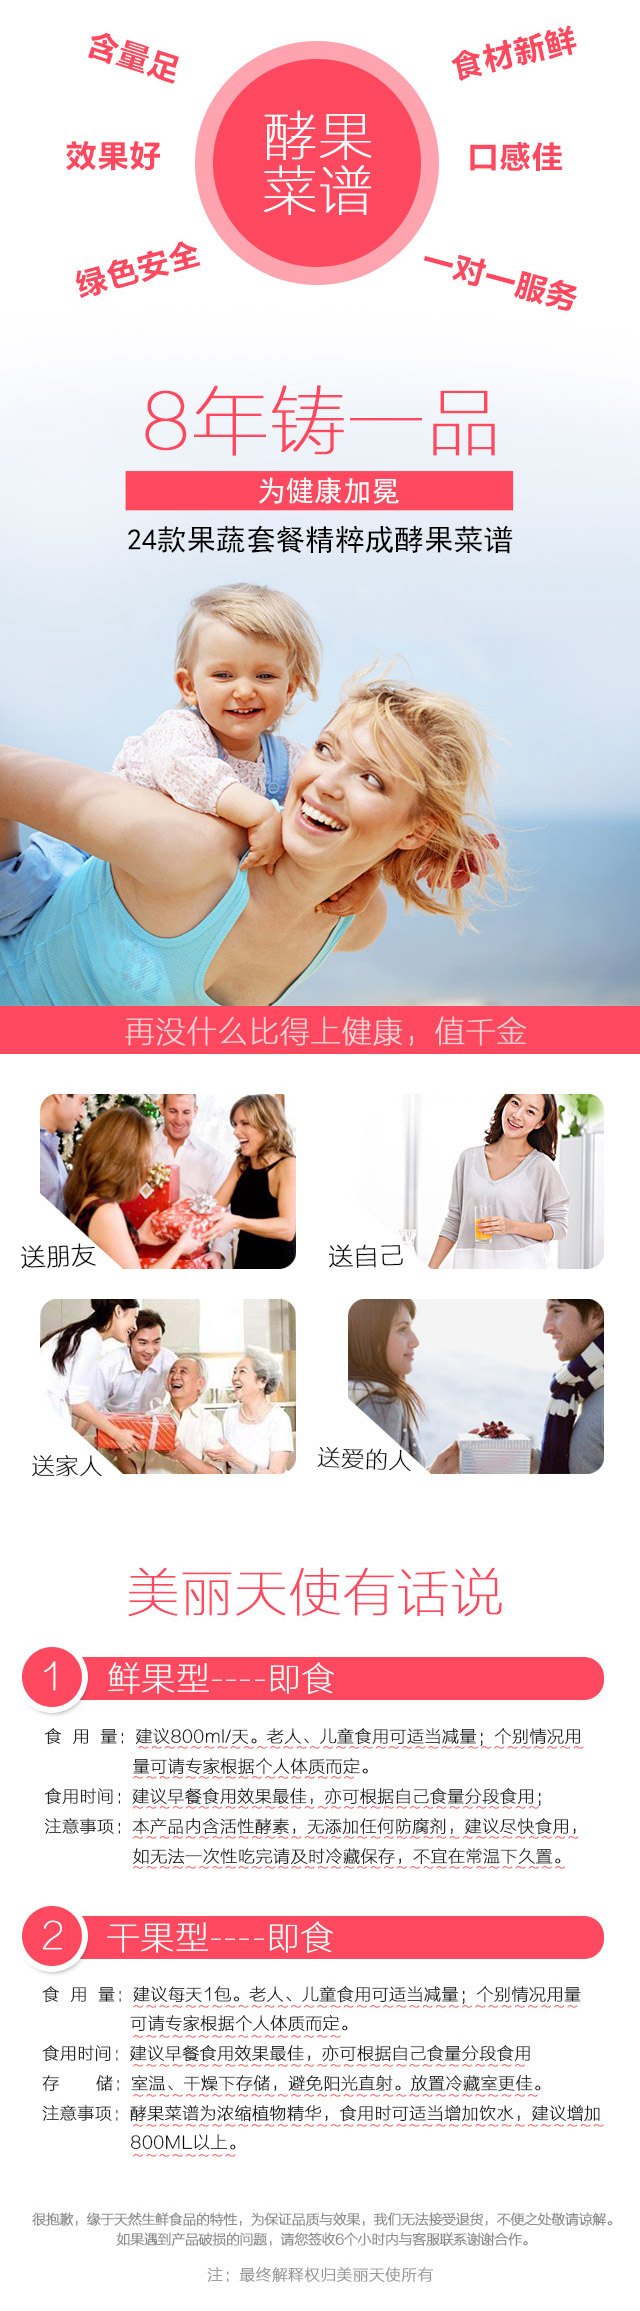 含量足
食材新鲜
酵果
菜谱
效果好
口感佳
绿色安全
一对一服务
8年铸一品
为健康加冕
24款果蔬套餐精粹成酵果菜谱
再没什么比得上健康，值千金
送朋友
送自己
送家人
送爱的人
美丽天使有话说
1 鲜果型----即食
食 用 量：建议800ml/天。老人、儿童食用可适当减量；个别情况用
量可请专家根据个人体质而定。
食用时间：建议早餐食用效果最佳，亦可根据自己食量分段食用；
注意事项：本产品内含活性酵素，无添加任何防腐剂，建议尽快食用，
如无法一次性吃完请及时冷藏保存，不宜在常温下久置。
2 干果型----即食
食 用 量：建议每天1包。老人、儿童食用可适当减量；个别情况用量
可请专家根据个人体质而定。
食用时间：建议早餐食用效果最佳，亦可根据自己食量分段食用
存 储：室温、干燥下存储，避免阳光直射。放置冷藏室更佳。
注意事项：酵果菜谱为浓缩植物精华，食用时可适当增加饮水，建议增加
800ML以上。
很抱歉，缘于天然生鲜食品的特性，为保证品质与效果，我们无法接受退货，不便之处敬请谅解。
如果遇到产品破损的问题，请您签收6个小时内与客服联系谢谢合作。
注：最终解释权归美丽天使所有